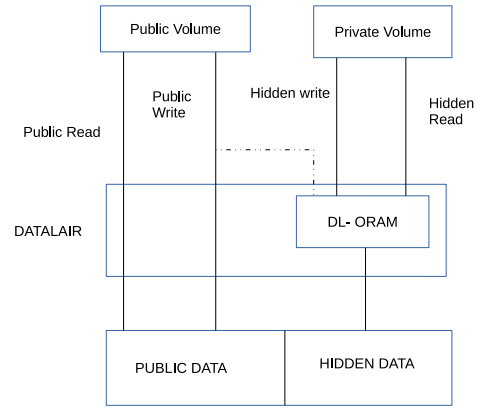 Public Volume
Private Volume
Public
Write
Hidden write
Hidden
Read
Public Read
DATALAIR
DL- ORAM
PUBLIC DATA
HIDDEN DATA